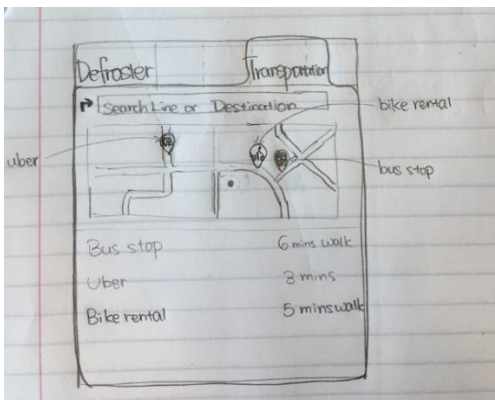 Defroster Transportation
Search Line or Destination
bike rental
uber
bus stop
Bus stop 6 mins walk
Uber 3 mins
Bike rental 5 mins walk